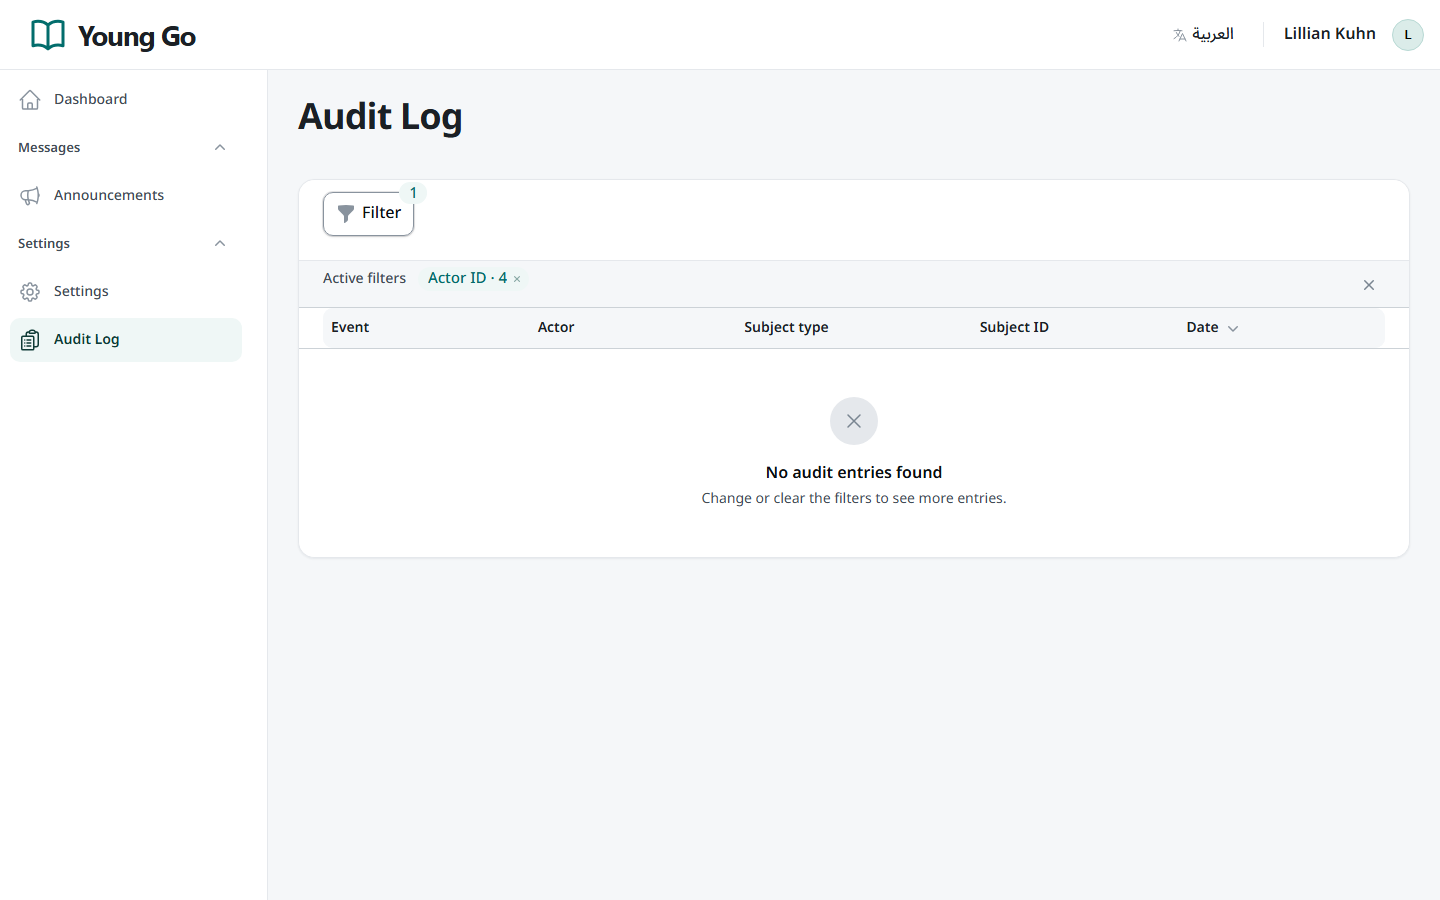 Young Go
العربية
Lillian Kuhn
L
Dashboard
Messages
Announcements
Settings
Settings
Audit Log
Audit Log
Filter
1
Active filters
Actor ID · 4 ×
Event Actor Subject type Subject ID Date
No audit entries found
Change or clear the filters to see more entries.